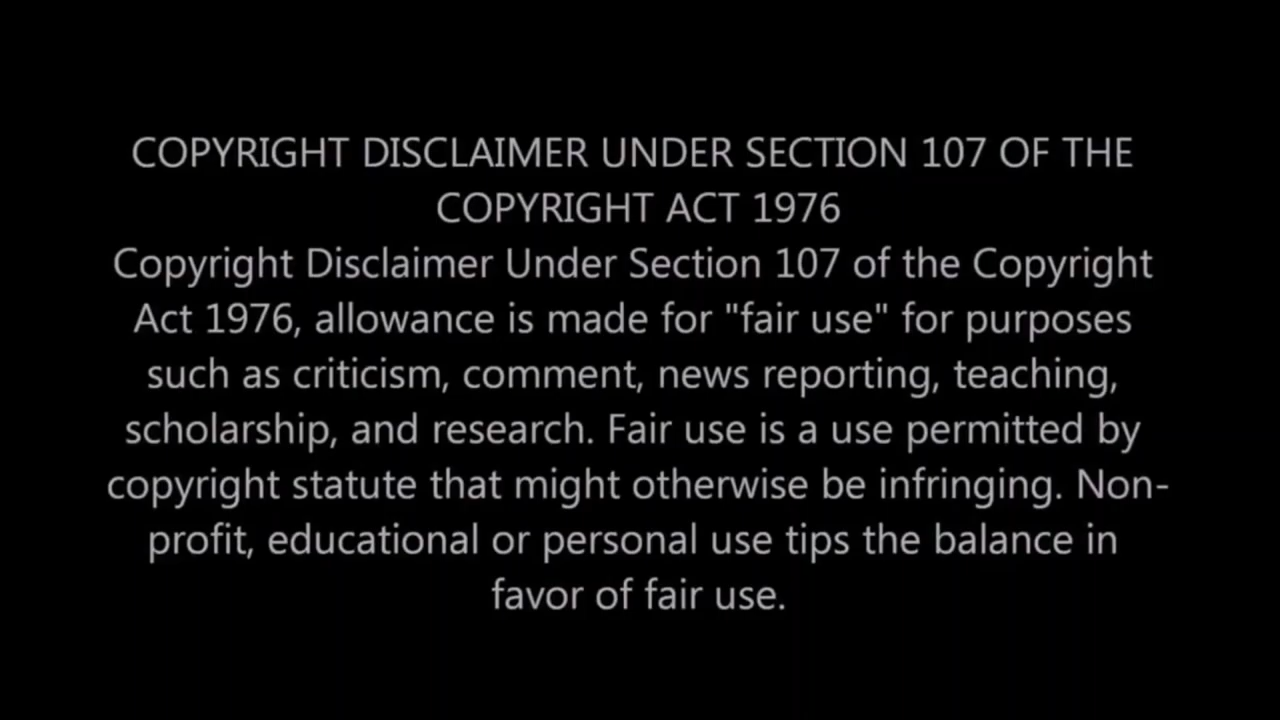 COPYRIGHT DISCLAIMER UNDER SECTION 107 OF THE
COPYRIGHT ACT 1976
Copyright Disclaimer Under Section 107 of the Copyright
Act 1976, allowance is made for "fair use" for purposes
such as criticism, comment, news reporting, teaching,
scholarship, and research. Fair use is a use permitted by
copyright statute that might otherwise be infringing. Non-
profit, educational or personal use tips the balance in
favor of fair use.